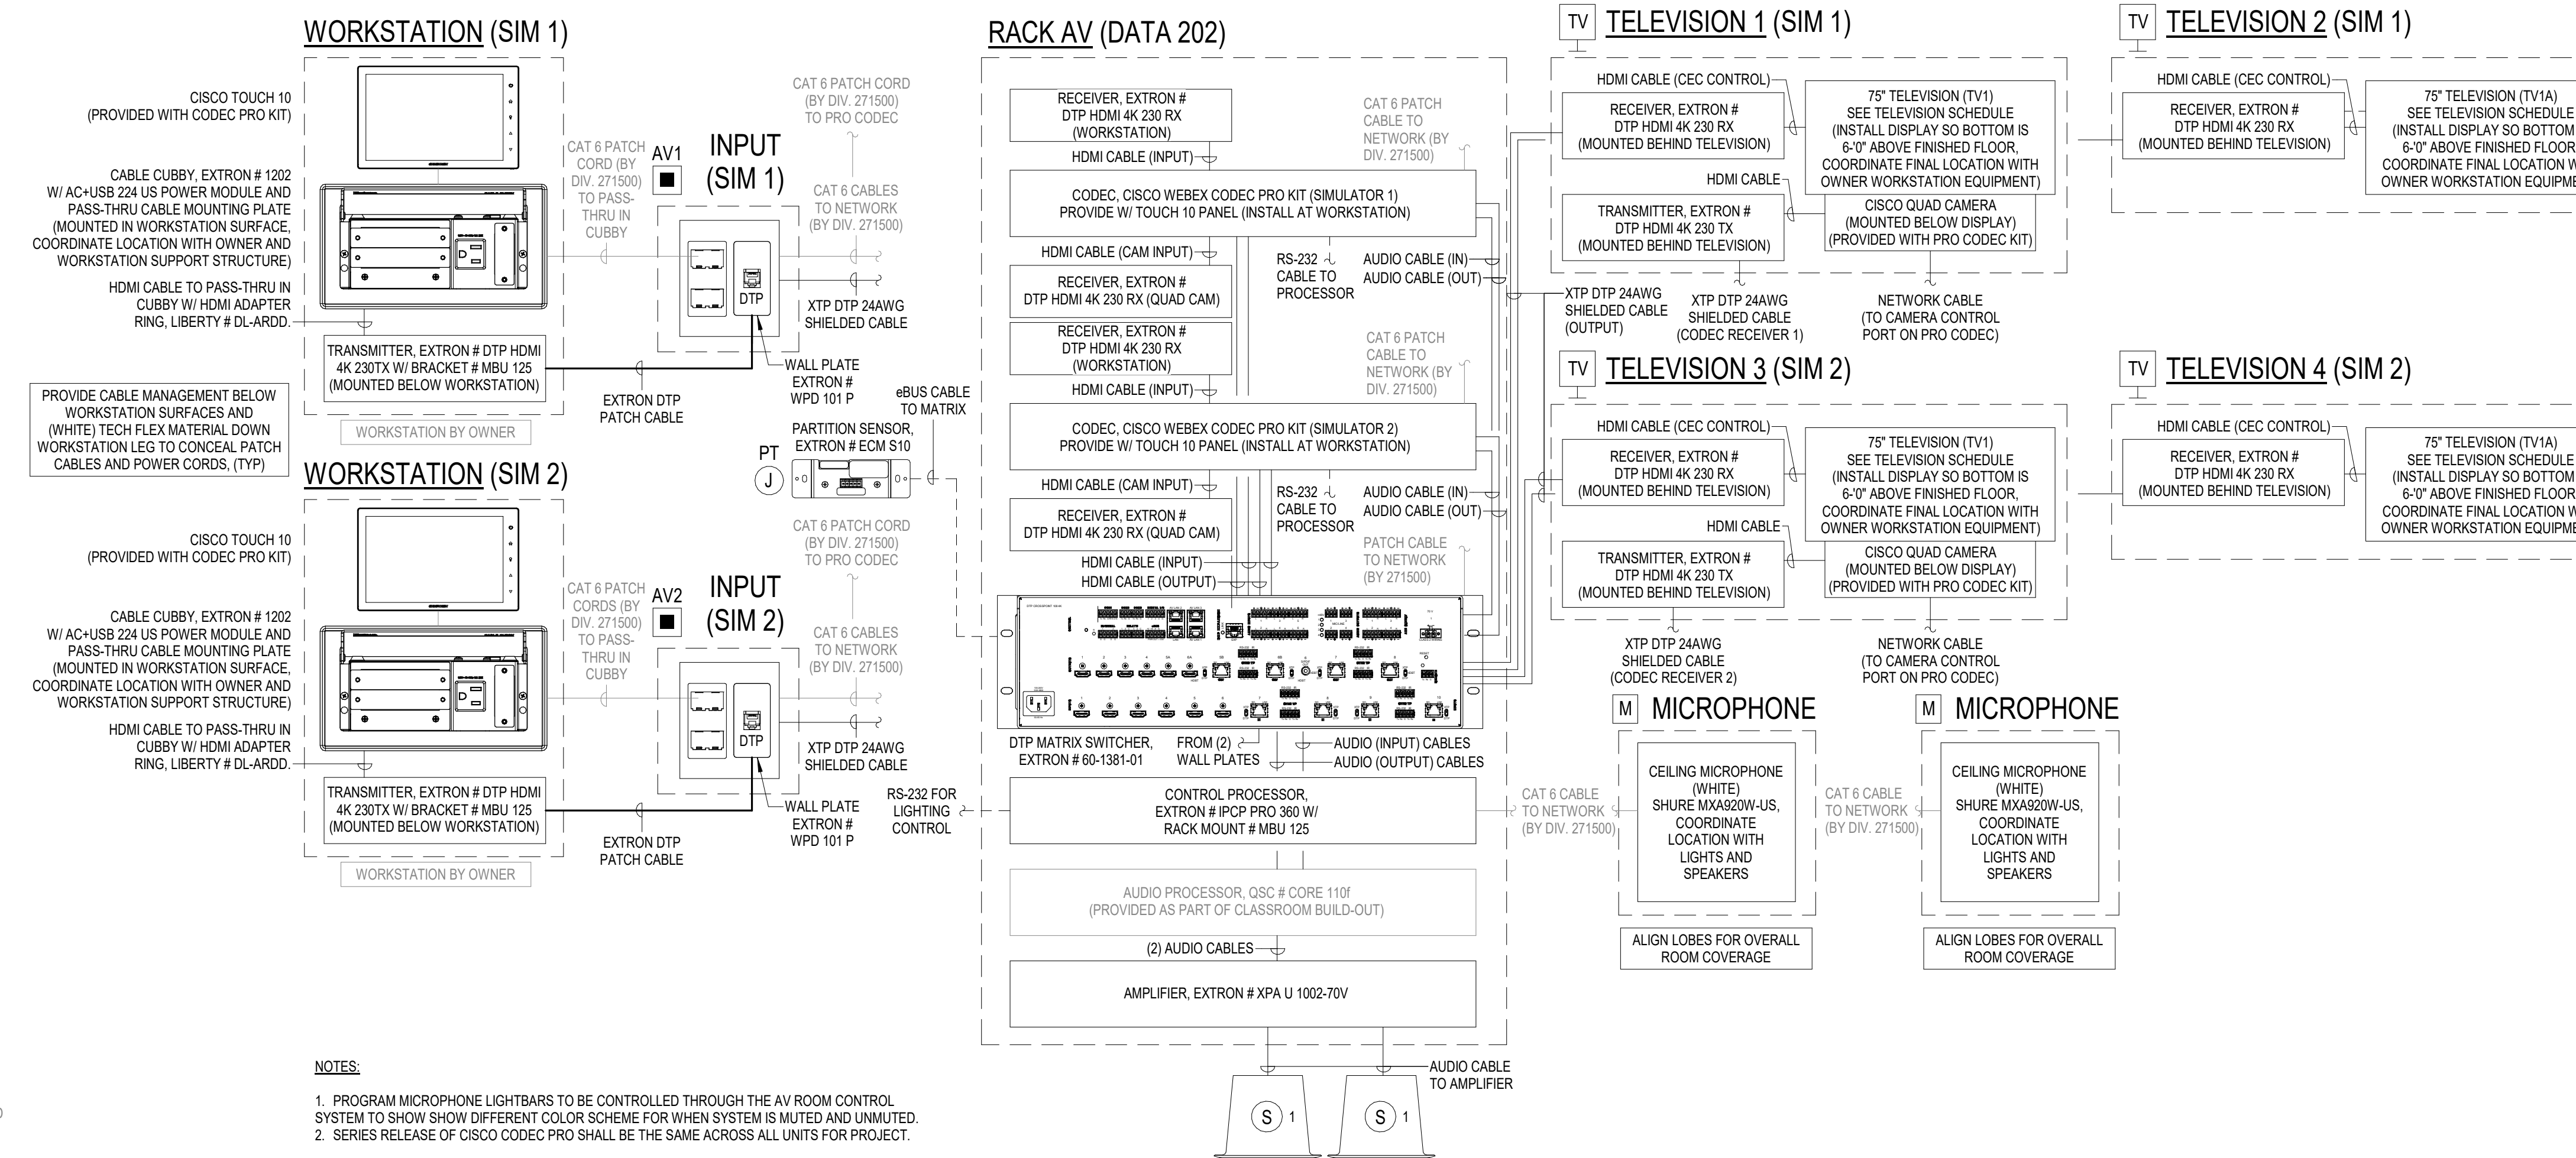 WORKSTATION (SIM 1)
CISCO TOUCH 10
(PROVIDED WITH CODEC PRO KIT)
CABLE CUBBY, EXTRON # 1202
W/ AC+USB 224 US POWER MODULE AND
PASS-THRU CABLE MOUNTING PLATE
(MOUNTED IN WORKSTATION SURFACE,
COORDINATE LOCATION WITH OWNER AND
WORKSTATION SUPPORT STRUCTURE)
HDMI CABLE TO PASS-THRU IN
CUBBY W/ HDMI ADAPTER
RING, LIBERTY # DL-ARDD.
TRANSMITTER, EXTRON # DTP HDMI
4K 230TX W/ BRACKET # MBU 125
(MOUNTED BELOW WORKSTATION)
WORKSTATION BY OWNER
PROVIDE CABLE MANAGEMENT BELOW
WORKSTATION SURFACES AND
(WHITE) TECH FLEX MATERIAL DOWN
WORKSTATION LEG TO CONCEAL PATCH
CABLES AND POWER CORDS, (TYP)
CAT 6 PATCH
CORD (BY
DIV. 271500)
TO PASS-
THRU IN
CUBBY
AV1
INPUT
(SIM 1)
CAT 6 PATCH CORD
(BY DIV. 271500)
TO PRO CODEC
CAT 6 CABLES
TO NETWORK
(BY DIV. 271500)
DTP
XTP DTP 24AWG
SHIELDED CABLE
WALL PLATE
EXTRON #
WPD 101 P
EXTRON DTP
PATCH CABLE
eBUS CABLE
TO MATRIX
PARTITION SENSOR,
EXTRON # ECM S10
PT
J
WORKSTATION (SIM 2)
CISCO TOUCH 10
(PROVIDED WITH CODEC PRO KIT)
CABLE CUBBY, EXTRON # 1202
W/ AC+USB 224 US POWER MODULE AND
PASS-THRU CABLE MOUNTING PLATE
(MOUNTED IN WORKSTATION SURFACE,
COORDINATE LOCATION WITH OWNER AND
WORKSTATION SUPPORT STRUCTURE)
HDMI CABLE TO PASS-THRU IN
CUBBY W/ HDMI ADAPTER
RING, LIBERTY # DL-ARDD.
TRANSMITTER, EXTRON # DTP HDMI
4K 230TX W/ BRACKET # MBU 125
(MOUNTED BELOW WORKSTATION)
WORKSTATION BY OWNER
CAT 6 PATCH
CORDS (BY
DIV. 271500)
TO PASS-
THRU IN
CUBBY
AV2
INPUT
(SIM 2)
CAT 6 PATCH CORD
(BY DIV. 271500)
TO PRO CODEC
CAT 6 CABLES
TO NETWORK
(BY DIV. 271500)
DTP
XTP DTP 24AWG
SHIELDED CABLE
WALL PLATE
EXTRON #
WPD 101 P
EXTRON DTP
PATCH CABLE
RS-232 FOR
LIGHTING
CONTROL
RACK AV (DATA 202)
RECEIVER, EXTRON #
DTP HDMI 4K 230 RX
(WORKSTATION)
HDMI CABLE (INPUT)
CAT 6 PATCH
CABLE TO
NETWORK (BY
DIV. 271500)
CODEC, CISCO WEBEX CODEC PRO KIT (SIMULATOR 1)
PROVIDE W/ TOUCH 10 PANEL (INSTALL AT WORKSTATION)
HDMI CABLE (CAM INPUT)
RECEIVER, EXTRON #
DTP HDMI 4K 230 RX (QUAD CAM)
RS-232
CABLE TO
PROCESSOR
AUDIO CABLE (IN)
AUDIO CABLE (OUT)
RECEIVER, EXTRON #
DTP HDMI 4K 230 RX
(WORKSTATION)
HDMI CABLE (INPUT)
CAT 6 PATCH
CABLE TO
NETWORK (BY
DIV. 271500)
CODEC, CISCO WEBEX CODEC PRO KIT (SIMULATOR 2)
PROVIDE W/ TOUCH 10 PANEL (INSTALL AT WORKSTATION)
HDMI CABLE (CAM INPUT)
RECEIVER, EXTRON #
DTP HDMI 4K 230 RX (QUAD CAM)
RS-232
CABLE TO
PROCESSOR
AUDIO CABLE (IN)
AUDIO CABLE (OUT)
HDMI CABLE (INPUT)
HDMI CABLE (OUTPUT)
PATCH CABLE
TO NETWORK
(BY 271500)
DTP MATRIX SWITCHER,
EXTRON # 60-1381-01
FROM (2)
WALL PLATES
AUDIO (INPUT) CABLES
AUDIO (OUTPUT) CABLES
CONTROL PROCESSOR,
EXTRON # IPCP PRO 360 W/
RACK MOUNT # MBU 125
AUDIO PROCESSOR, QSC # CORE 110f
(PROVIDED AS PART OF CLASSROOM BUILD-OUT)
(2) AUDIO CABLES
AMPLIFIER, EXTRON # XPA U 1002-70V
AUDIO CABLE
TO AMPLIFIER
S 1
S 1
TV TELEVISION 1 (SIM 1)
HDMI CABLE (CEC CONTROL)
RECEIVER, EXTRON #
DTP HDMI 4K 230 RX
(MOUNTED BEHIND TELEVISION)
75" TELEVISION (TV1)
SEE TELEVISION SCHEDULE
(INSTALL DISPLAY SO BOTTOM IS
6-'0" ABOVE FINISHED FLOOR,
COORDINATE FINAL LOCATION WITH
OWNER WORKSTATION EQUIPMENT)
HDMI CABLE
TRANSMITTER, EXTRON #
DTP HDMI 4K 230 TX
(MOUNTED BEHIND TELEVISION)
CISCO QUAD CAMERA
(MOUNTED BELOW DISPLAY)
(PROVIDED WITH PRO CODEC KIT)
XTP DTP 24AWG
SHIELDED CABLE
(OUTPUT)
XTP DTP 24AWG
SHIELDED CABLE
(CODEC RECEIVER 1)
NETWORK CABLE
(TO CAMERA CONTROL
PORT ON PRO CODEC)
TV TELEVISION 2 (SIM 1)
HDMI CABLE (CEC CONTROL)
RECEIVER, EXTRON #
DTP HDMI 4K 230 RX
(MOUNTED BEHIND TELEVISION)
75" TELEVISION (TV1A)
SEE TELEVISION SCHEDULE
(INSTALL DISPLAY SO BOTTOM
6-'0" ABOVE FINISHED FLOOR
COORDINATE FINAL LOCATION
OWNER WORKSTATION
TV TELEVISION 3 (SIM 2)
HDMI CABLE (CEC CONTROL)
RECEIVER, EXTRON #
DTP HDMI 4K 230 RX
(MOUNTED BEHIND TELEVISION)
75" TELEVISION (TV1)
SEE TELEVISION SCHEDULE
(INSTALL DISPLAY SO BOTTOM IS
6-'0" ABOVE FINISHED FLOOR,
COORDINATE FINAL LOCATION WITH
OWNER WORKSTATION EQUIPMENT)
HDMI CABLE
TRANSMITTER, EXTRON #
DTP HDMI 4K 230 TX
(MOUNTED BEHIND TELEVISION)
CISCO QUAD CAMERA
(MOUNTED BELOW DISPLAY)
(PROVIDED WITH PRO CODEC KIT)
XTP DTP 24AWG
SHIELDED CABLE
(CODEC RECEIVER 2)
NETWORK CABLE
(TO CAMERA CONTROL
PORT ON PRO CODEC)
TV TELEVISION 4 (SIM 2)
HDMI CABLE (CEC CONTROL)
RECEIVER, EXTRON #
DTP HDMI 4K 230 RX
(MOUNTED BEHIND TELEVISION)
75" TELEVISION (TV1A)
SEE TELEVISION SCHEDULE
(INSTALL DISPLAY SO BOTTOM
6-'0" ABOVE FINISHED FLOOR
COORDINATE FINAL LOCATION
OWNER WORKSTATION
M MICROPHONE
CAT 6 CABLE
TO NETWORK
(BY DIV. 271500)
CEILING MICROPHONE
(WHITE)
SHURE MXA920W-US,
COORDINATE
LOCATION WITH
LIGHTS AND
SPEAKERS
ALIGN LOBES FOR OVERALL
ROOM COVERAGE
M MICROPHONE
CAT 6 CABLE
TO NETWORK
(BY DIV. 271500)
CEILING MICROPHONE
(WHITE)
SHURE MXA920W-US,
COORDINATE
LOCATION WITH
LIGHTS AND
SPEAKERS
ALIGN LOBES FOR OVERALL
ROOM COVERAGE
NOTES:
1. PROGRAM MICROPHONE LIGHTBARS TO BE CONTROLLED THROUGH THE AV ROOM CONTROL
SYSTEM TO SHOW SHOW DIFFERENT COLOR SCHEME FOR WHEN SYSTEM IS MUTED AND UNMUTED.
2. SERIES RELEASE OF CISCO CODEC PRO SHALL BE THE SAME ACROSS ALL UNITS FOR PROJECT.